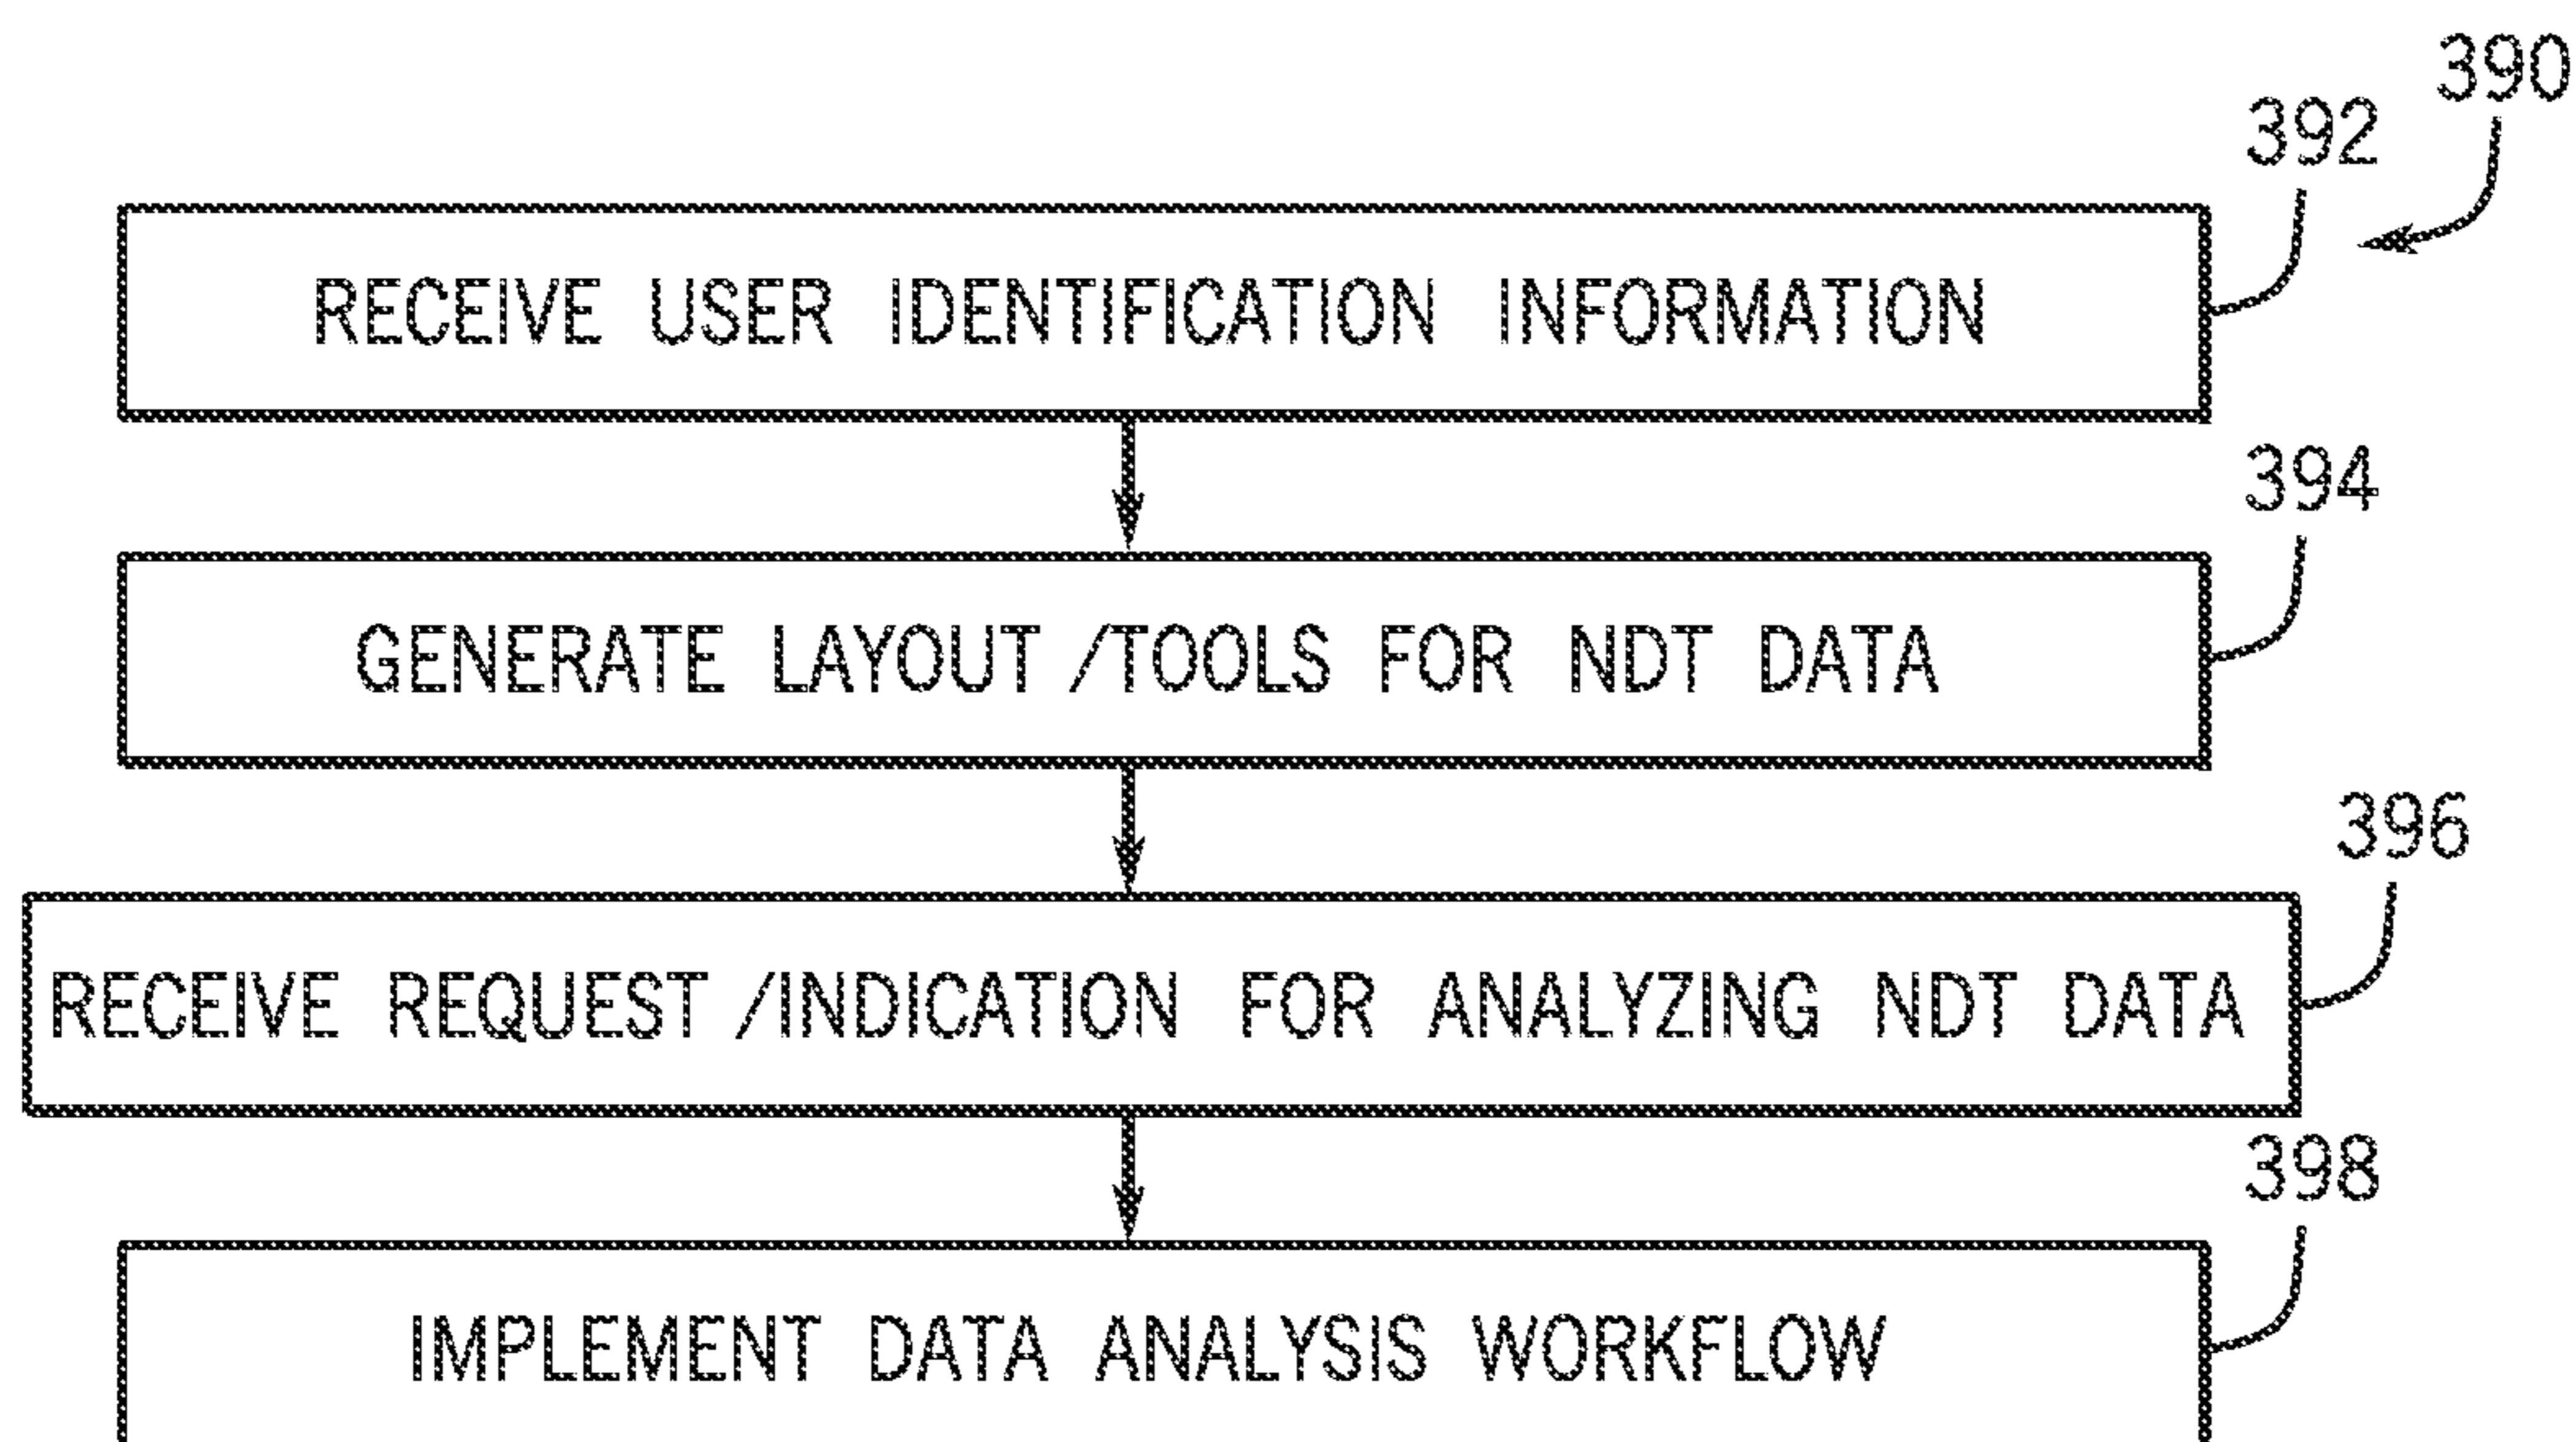 390
392
RECEIVE USER IDENTIFICATION INFORMATION
394
GENERATE LAYOUT /TOOLS FOR NDT DATA
396
RECEIVE REQUEST /INDICATION FOR ANALYZING NDT DATA
398
IMPLEMENT DATA ANALYSIS WORKFLOW